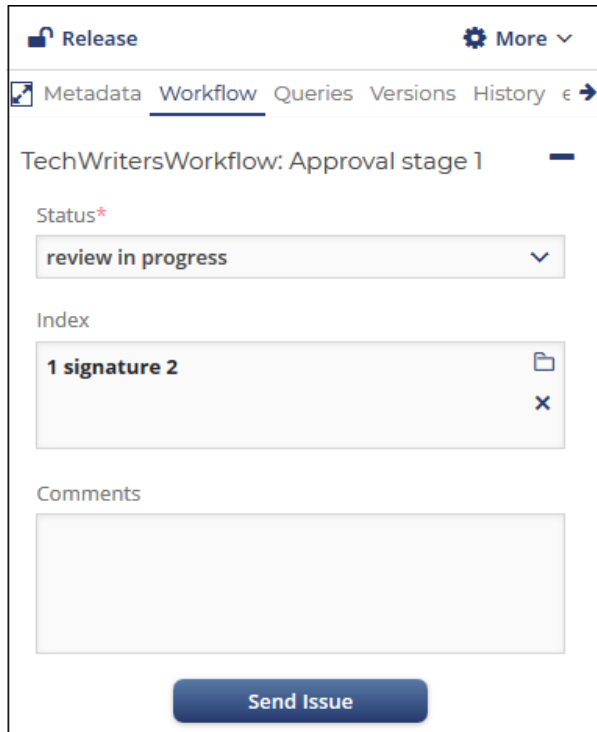 Release More
Metadata Workflow Queries Versions History
TechWritersWorkflow: Approval stage 1
Status*
review in progress
Index
1 signature 2
Comments
Send Issue